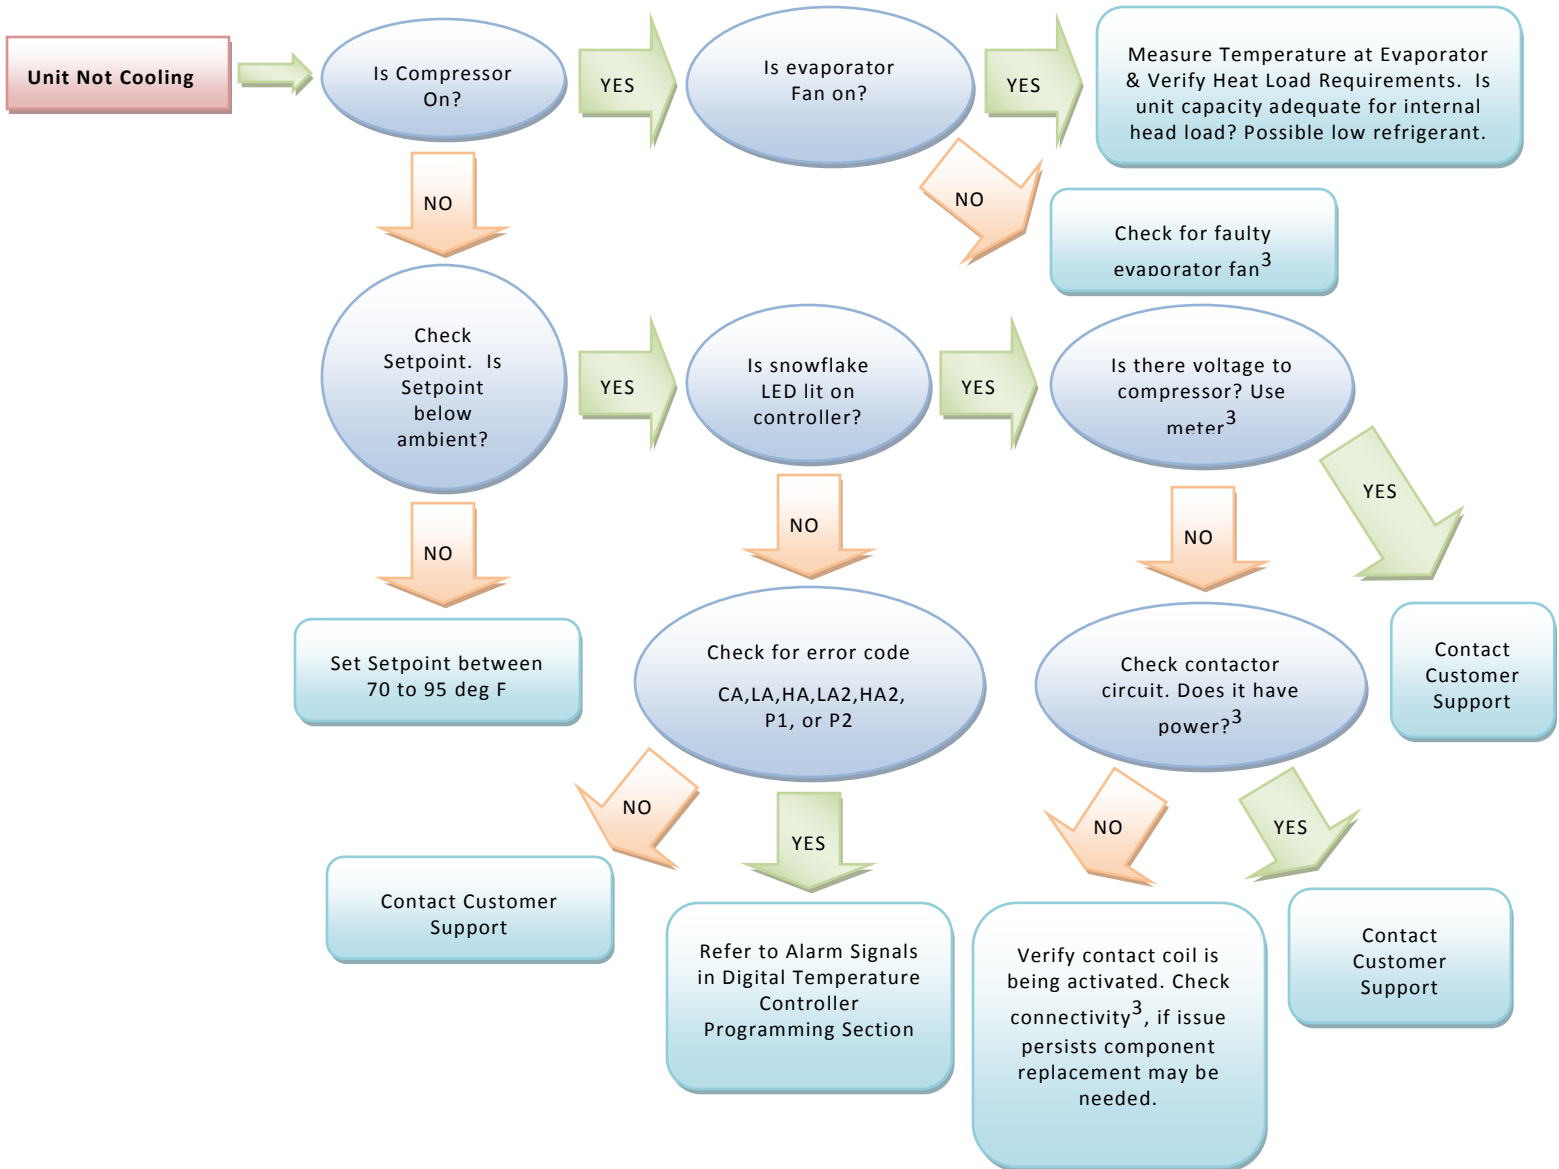 Unit Not Cooling
Is Compressor
On?
YES
Is evaporator
Fan on?
YES
Measure Temperature at Evaporator
& Verify Heat Load Requirements. Is
unit capacity adequate for internal
head load? Possible low refrigerant.
NO
NO
Check for faulty
evaporator fan3
Check
Setpoint. Is
Setpoint
below
ambient?
YES
Is snowflake
LED lit on
controller?
YES
Is there voltage to
compressor? Use
meter3
YES
NO
NO
NO
Set Setpoint between
70 to 95 deg F
Check for error code
CA,LA,HA,LA2,HA2,
P1, or P2
Check contactor
circuit. Does it have
power?3
Contact
Customer
Support
NO
YES
NO
YES
Contact Customer
Support
Refer to Alarm Signals
in Digital Temperature
Controller
Programming Section
Verify contact coil is
being activated. Check
connectivity3, if issue
persists component
replacement may be
needed.
Contact
Customer
Support